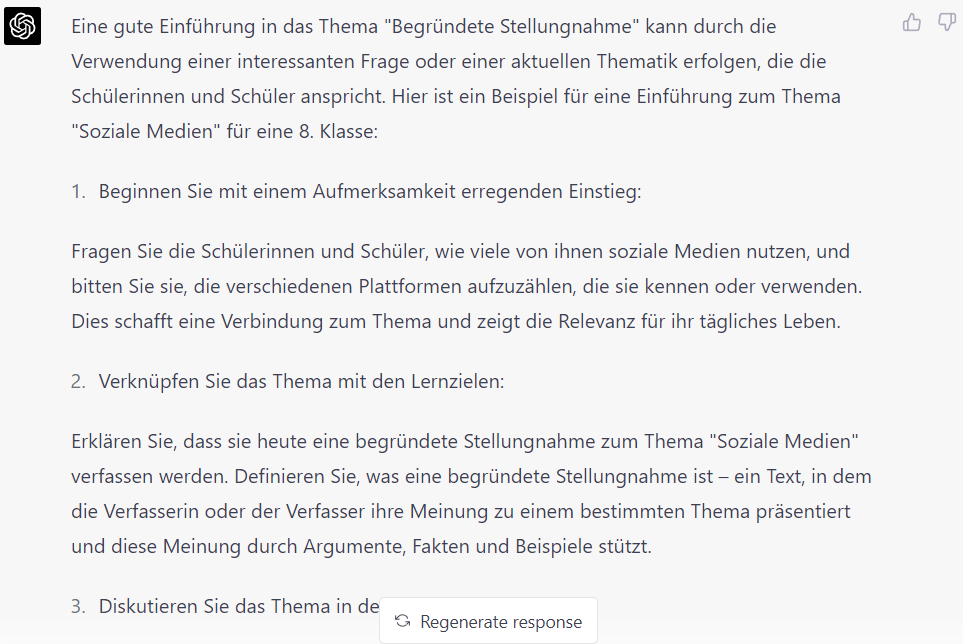 Eine gute Einführung in das Thema "Begründete Stellungnahme" kann durch die
Verwendung einer interessanten Frage oder einer aktuellen Thematik erfolgen, die die
Schülerinnen und Schüler anspricht. Hier ist ein Beispiel für eine Einführung zum Thema
"Soziale Medien" für eine 8. Klasse:
1. Beginnen Sie mit einem Aufmerksamkeit erregenden Einstieg:
Fragen Sie die Schülerinnen und Schüler, wie viele von ihnen soziale Medien nutzen, und
bitten Sie sie, die verschiedenen Plattformen aufzuzählen, die sie kennen oder verwenden.
Dies schafft eine Verbindung zum Thema und zeigt die Relevanz für ihr tägliches Leben.
2. Verknüpfen Sie das Thema mit den Lernzielen:
Erklären Sie, dass sie heute eine begründete Stellungnahme zum Thema "Soziale Medien"
verfassen werden. Definieren Sie, was eine begründete Stellungnahme ist – ein Text, in dem
die Verfasserin oder der Verfasser ihre Meinung zu einem bestimmten Thema präsentiert
und diese Meinung durch Argumente, Fakten und Beispiele stützt.
3. Diskutieren Sie das Thema in de
Regenerate response